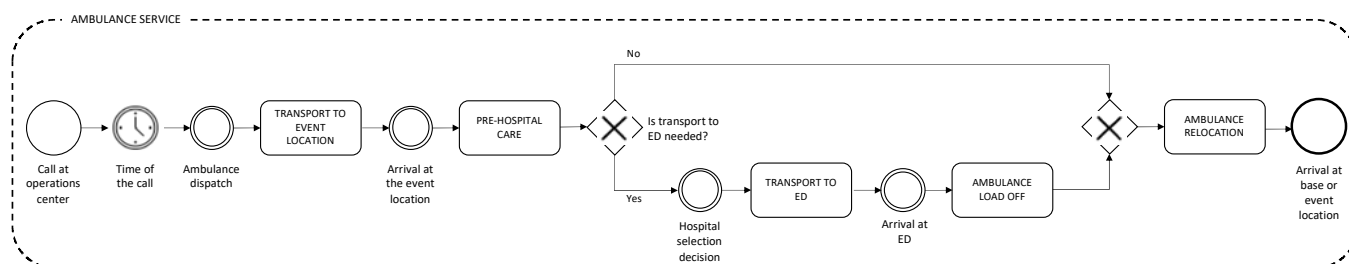 AMBULANCE SERVICE
Call at
operations
center
Time of
the call
Ambulance
dispatch
TRANSPORT TO
EVENT
LOCATION
Arrival at
the event
location
PRE-HOSPITAL
CARE
Is transport to
ED needed?
No
Yes
Hospital
selection
decision
TRANSPORT TO
ED
Arrival at
ED
AMBULANCE
LOAD OFF
AMBULANCE
RELOCATION
Arrival at
base or
event
location